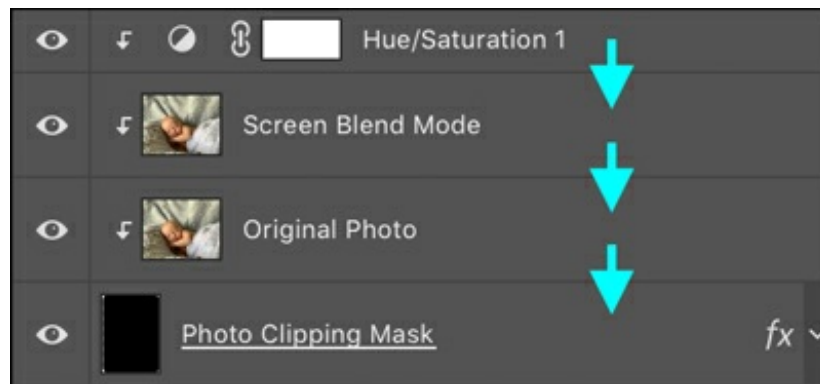 Hue/Saturation 1
Screen Blend Mode
Original Photo
Photo Clipping Mask
fx